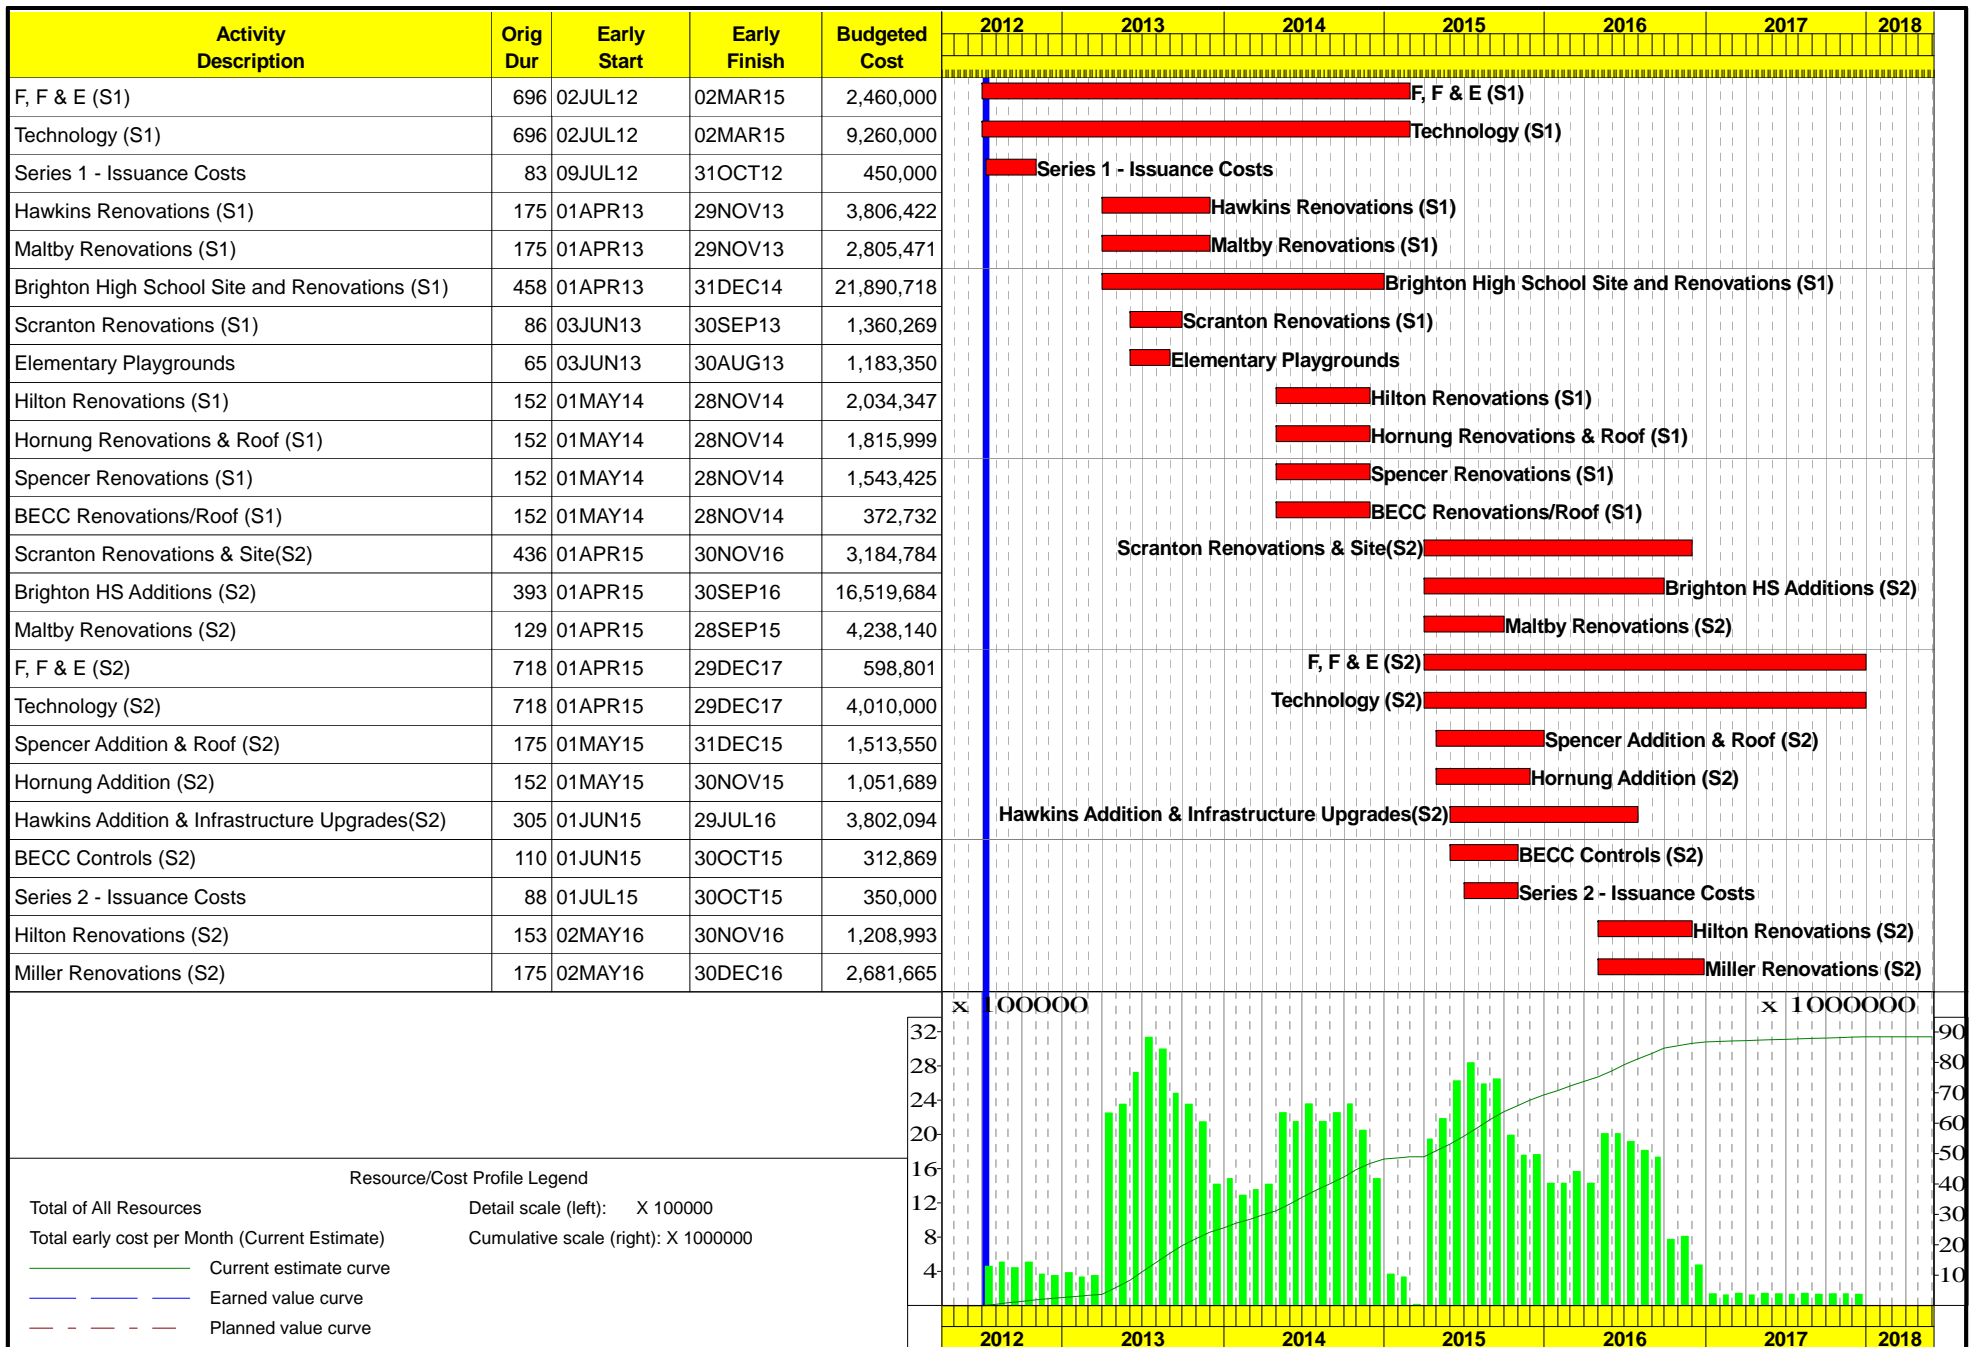 Activity Description Orig Dur Early Start Early Finish Budgeted Cost 2012 2013 2014 2015 2016 2017 2018
F, F & E (S1) 696 02JUL12 02MAR15 2,460,000 F, F & E (S1)
Technology (S1) 696 02JUL12 02MAR15 9,260,000 Technology (S1)
Series 1 - Issuance Costs 83 09JUL12 31OCT12 450,000 Series 1 - Issuance Costs
Hawkins Renovations (S1) 175 01APR13 29NOV13 3,806,422 Hawkins Renovations (S1)
Maltby Renovations (S1) 175 01APR13 29NOV13 2,805,471 Maltby Renovations (S1)
Brighton High School Site and Renovations (S1) 458 01APR13 31DEC14 21,890,718 Brighton High School Site and Renovations (S1)
Scranton Renovations (S1) 86 03JUN13 30SEP13 1,360,269 Scranton Renovations (S1)
Elementary Playgrounds 65 03JUN13 30AUG13 1,183,350 Elementary Playgrounds
Hilton Renovations (S1) 152 01MAY14 28NOV14 2,034,347 Hilton Renovations (S1)
Hornung Renovations & Roof (S1) 152 01MAY14 28NOV14 1,815,999 Hornung Renovations & Roof (S1)
Spencer Renovations (S1) 152 01MAY14 28NOV14 1,543,425 Spencer Renovations (S1)
BECC Renovations/Roof (S1) 152 01MAY14 28NOV14 372,732 BECC Renovations/Roof (S1)
Scranton Renovations & Site(S2) 436 01APR15 30NOV16 3,184,784 Scranton Renovations & Site(S2)
Brighton HS Additions (S2) 393 01APR15 30SEP16 16,519,684 Brighton HS Additions (S2)
Maltby Renovations (S2) 129 01APR15 28SEP15 4,238,140 Maltby Renovations (S2)
F, F & E (S2) 718 01APR15 29DEC17 598,801 F, F & E (S2)
Technology (S2) 718 01APR15 29DEC17 4,010,000 Technology (S2)
Spencer Addition & Roof (S2) 175 01MAY15 31DEC15 1,513,550 Spencer Addition & Roof (S2)
Hornung Addition (S2) 152 01MAY15 30NOV15 1,051,689 Hornung Addition (S2)
Hawkins Addition & Infrastructure Upgrades(S2) 305 01JUN15 29JUL16 3,802,094 Hawkins Addition & Infrastructure Upgrades(S2)
BECC Controls (S2) 110 01JUN15 30OCT15 312,869 BECC Controls (S2)
Series 2 - Issuance Costs 88 01JUL15 30OCT15 350,000 Series 2 - Issuance Costs
Hilton Renovations (S2) 153 02MAY16 30NOV16 1,208,993 Hilton Renovations (S2)
Miller Renovations (S2) 175 02MAY16 30DEC16 2,681,665 Miller Renovations (S2)
x 100000 x 1000000
32 90
28 80
24 70
20 60
16 50
12 40
8 30
4 20
10
Resource/Cost Profile Legend
Total of All Resources Detail scale (left): X 100000
Total early cost per Month (Current Estimate) Cumulative scale (right): X 1000000
Current estimate curve
Earned value curve
Planned value curve
2012 2013 2014 2015 2016 2017 2018